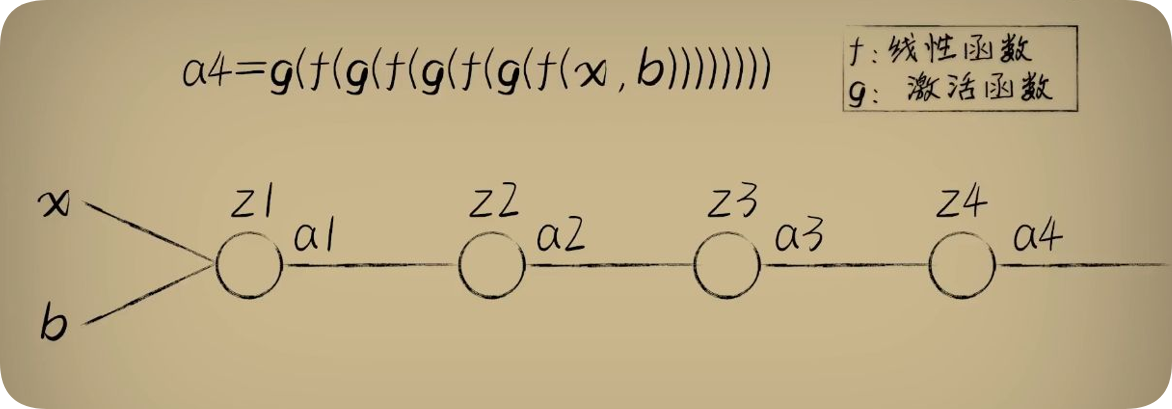 a4=g(f(g(f(g(f(g(f(x,b))))))))
f:线性函数
g: 激活函数
x
z1
a1
z2
a2
z3
a3
z4
a4
b